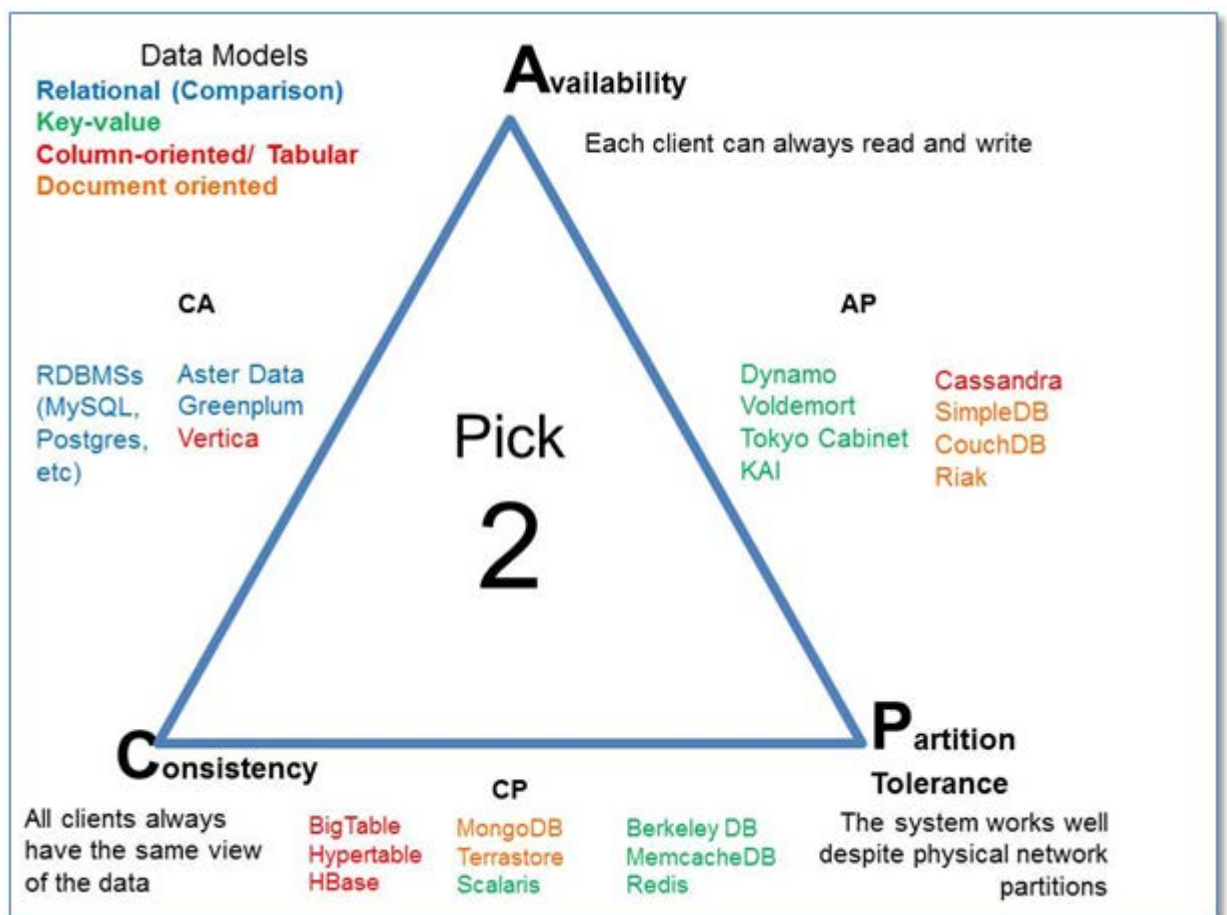 Data Models
Relational (Comparison)
Key-value
Column-oriented/ Tabular
Document oriented
Availability
Each client can always read and write
CA
RDBMSs
(MySQL,
Postgres,
etc)
Aster Data
Greenplum
Vertica
Pick
2
AP
Dynamo
Voldemort
Tokyo Cabinet
KAI
Cassandra
SimpleDB
CouchDB
Riak
Consistency
All clients always
have the same view
of the data
CP
BigTable
Hypertable
HBase
MongoDB
Terrastore
Scalaris
Berkeley DB
MemcacheDB
Redis
Partition
Tolerance
The system works well
despite physical network
partitions